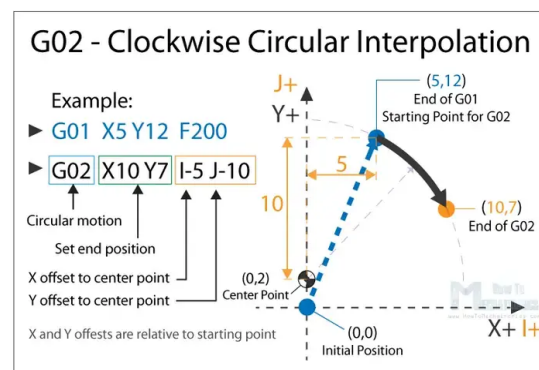 G02 - Clockwise Circular Interpolation
Example:
G01 X5 Y12 F200
G02 X10 Y7 I-5 J-10
Circular motion
Set end position
X offset to center point
Y offset to center point
X and Y offests are relative to starting point
J+
Y+
(5,12)
End of G01
Starting Point for G02
5
10
(10,7)
End of G02
(0,2)
Center Point
(0,0)
Initial Position
X+ I+
How To